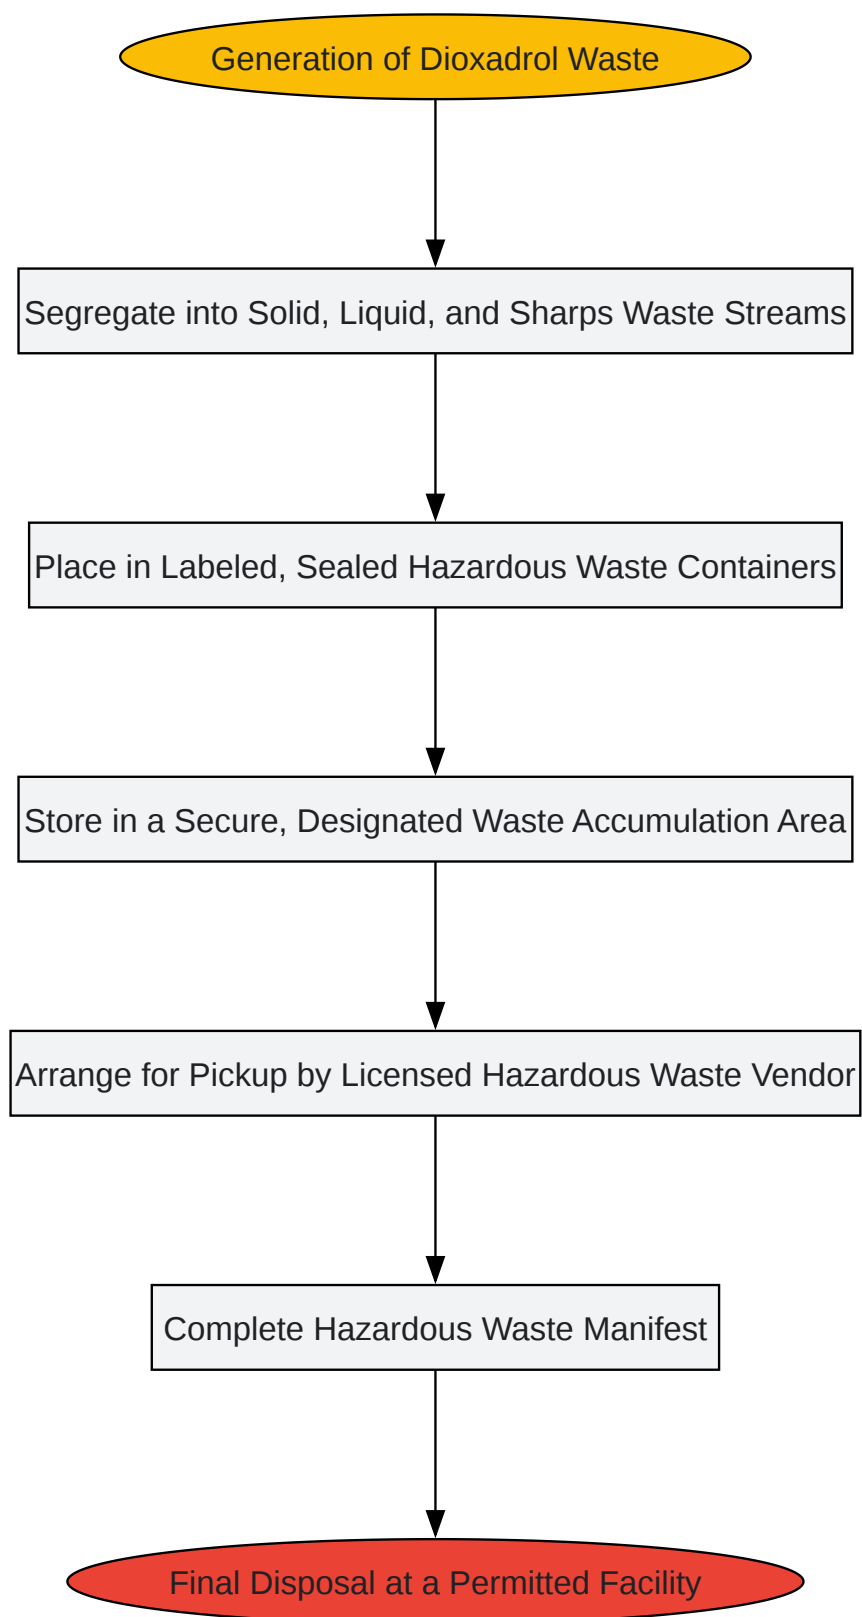 Generation of Dioxadrol Waste
Segregate into Solid, Liquid, and Sharps Waste Streams
Place in Labeled, Sealed Hazardous Waste Containers
Store in a Secure, Designated Waste Accumulation Area
Arrange for Pickup by Licensed Hazardous Waste Vendor
Complete Hazardous Waste Manifest
Final Disposal at a Permitted Facility